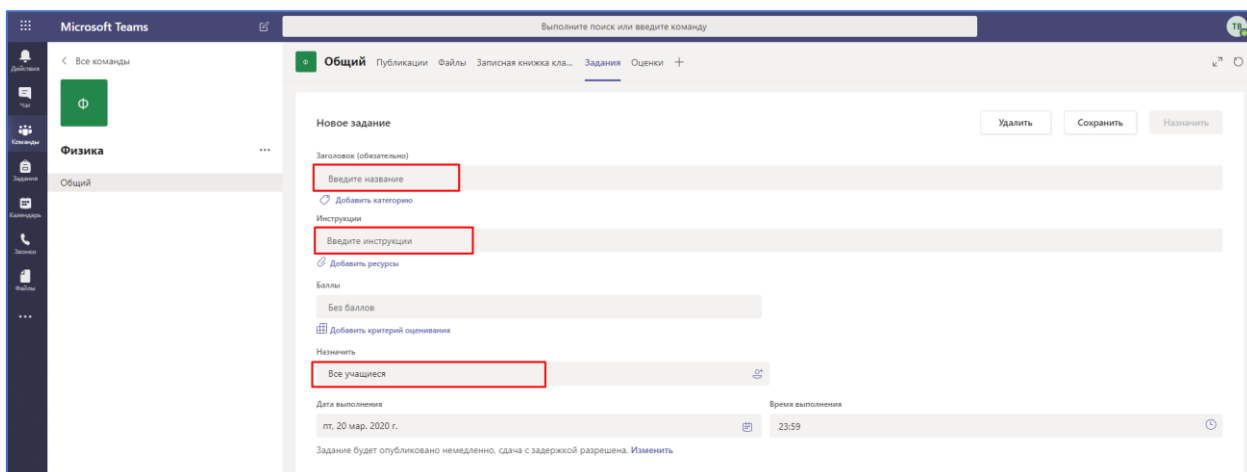 Microsoft Teams
Выполните поиск или введите команду
ТВ
Действия
Чат
Команды
Задания
Календарь
Звонки
Файлы
Все команды
Ф
Физика
Общий
Ф Общий Публикации Файлы Записная книжка кла... Задания Оценки
Новое задание
Удалить Сохранить Назначить
Заголовок (обязательно)
Введите название
Добавить категорию
Инструкции
Введите инструкции
Добавить ресурсы
Баллы
Без баллов
Добавить критерий оценивания
Назначить
Все учащиеся
Дата выполнения Время выполнения
пт, 20 мар. 2020 г. 23:59
Задание будет опубликовано немедленно, сдача с задержкой разрешена. Изменить